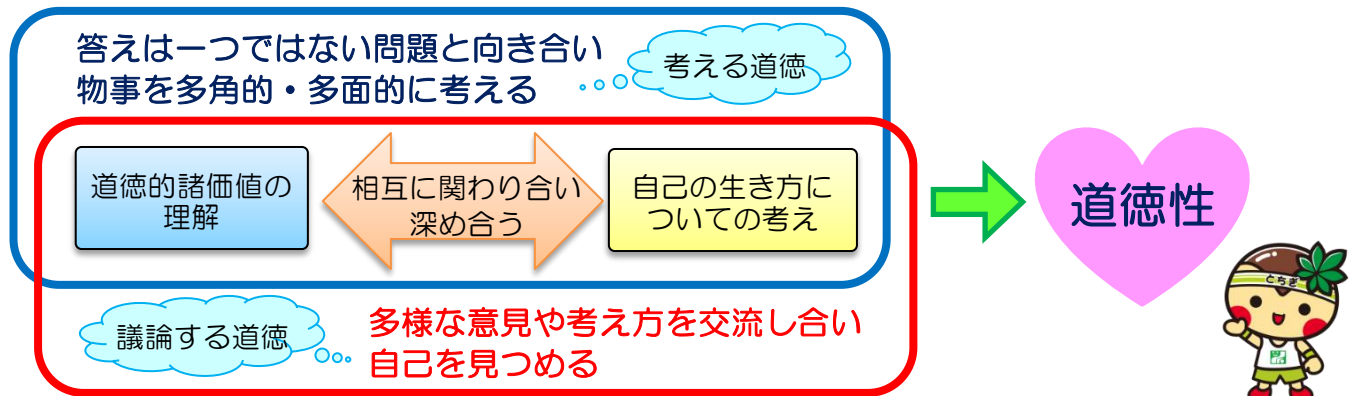 答えは一つではない問題と向き合い
物事を多角的・多面的に考える
考える道徳
道徳的諸価値の
理解
相互に関わり合い
深め合う
自己の生き方に
ついての考え
道徳性
とちぎ
議論する道徳
多様な意見や考え方を交流し合い
自己を見つめる